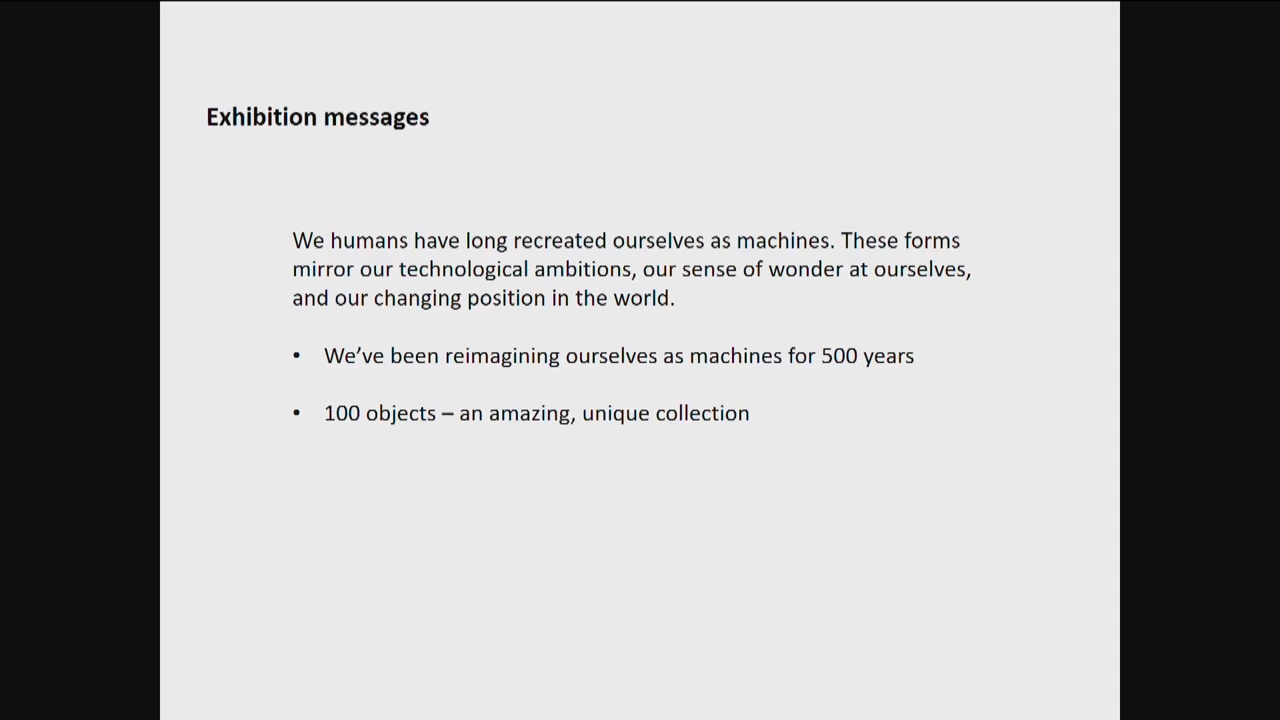 Exhibition messages
We humans have long recreated ourselves as machines. These forms
mirror our technological ambitions, our sense of wonder at ourselves,
and our changing position in the world.
• We’ve been reimagining ourselves as machines for 500 years
• 100 objects – an amazing, unique collection